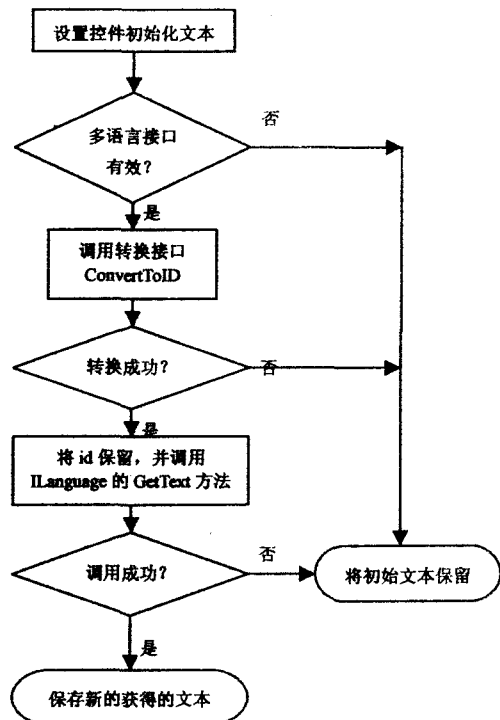 设置控件初始化文本
否
多语言接口
有效？
是
调用转换接口
ConvertToID
转换成功？
否
是
将 id 保留，并调用
ILanguage 的 GetText 方法
否
调用成功？
将初始文本保留
是
保存新的获得的文本